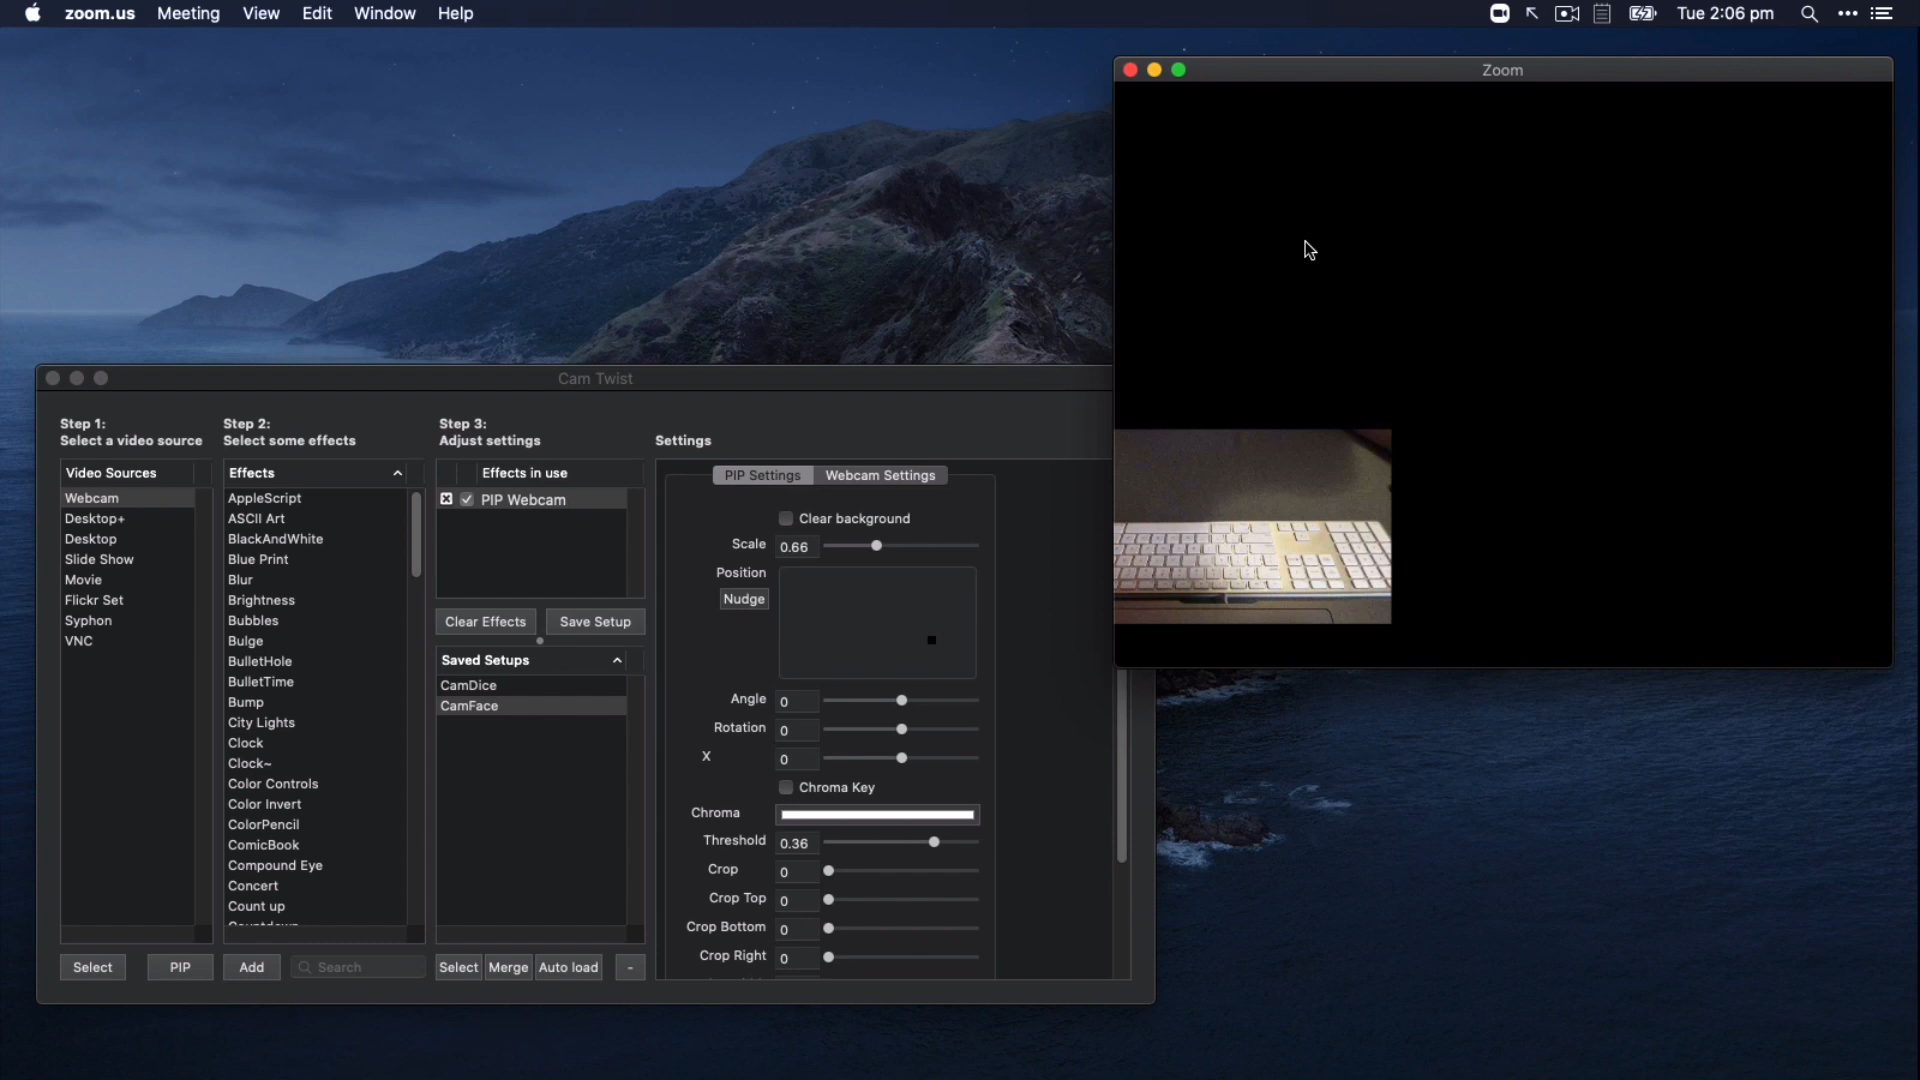 zoom.us Meeting View Edit Window Help
Tue 2:06 pm
Zoom
Cam Twist
Step 1:
Select a video source
Video Sources
Webcam
Desktop+
Desktop
Slide Show
Movie
Flickr Set
Syphon
VNC
Select
PIP
Step 2:
Select some effects
Effects
AppleScript
ASCII Art
BlackAndWhite
Blue Print
Blur
Brightness
Bubbles
Bulge
BulletHole
BulletTime
Bump
City Lights
Clock
Clock~
Color Controls
Color Invert
ColorPencil
ComicBook
Compound Eye
Concert
Count up
Countdown
Add
Search
Step 3:
Adjust settings
Effects in use
PIP Webcam
Clear Effects
Save Setup
Saved Setups
CamDice
CamFace
Select
Merge
Auto load
-
Settings
PIP Settings
Webcam Settings
Clear background
Scale 0.66
Position
Nudge
Angle 0
Rotation 0
X 0
Chroma Key
Chroma
Threshold 0.36
Crop 0
Crop Top 0
Crop Bottom 0
Crop Right 0